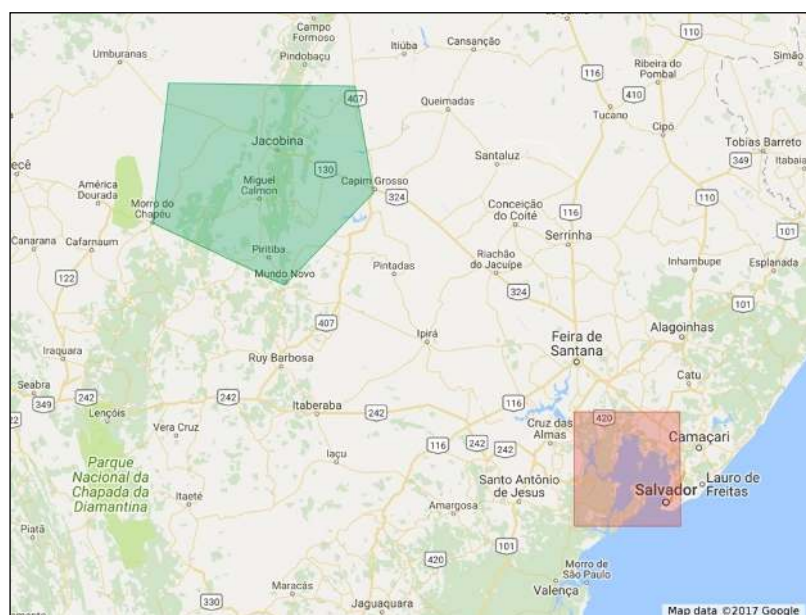 Campo
Formoso
110
Umburanas
Pindobaçu
Itiúba
Cansanção
116
Ribeira do
Pombal
Simão
407
Queimadas
410
Tucano
Cipó
Jacobina
Tobias Barreto
349
Itabaia
130
Santaluz
América
Dourada
Miguel
Calmon
Capim Grosso
324
110
Morro do
Chapéu
Conceição
do Coité
116
Serrinha
101
Canarana
Cafarnaum
Piritiba
Mundo Novo
Pintadas
Riachão
do Jacuípe
Inhambupe
Esplanada
122
324
101
407
Ipirá
Feira de
Santana
Alagoinhas
Iraquara
Ruy Barbosa
Catu
Seabra
349
242
242
Itaberaba
242
116
420
Lençóis
Vera Cruz
Cruz das
Almas
Camaçari
116
242
242
Iaçu
Parque
Nacional da
Chapada da
Diamantina
Santo Antônio
de Jesus
Salvador
Lauro de
Freitas
Itaeté
Amargosa
Piatã
101
420
Morro de
São Paulo
Valença
Maracás
330
Jaguaquara
Map data ©2017 Google